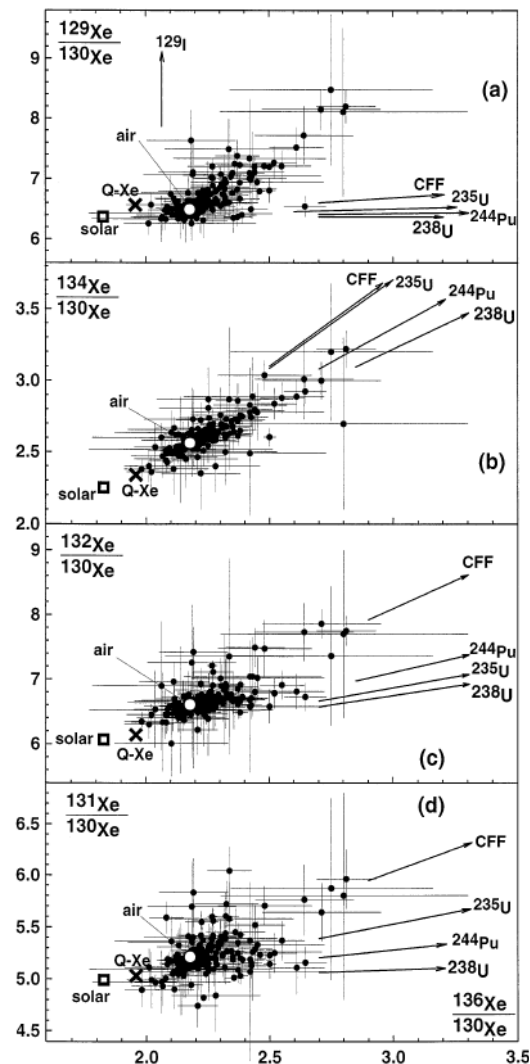 129Xe
130Xe
129I
(a)
air
Q-Xe
solar
CFF
235U
244Pu
238U
8
7
6
134Xe
130Xe
CFF
235U
244Pu
238U
air
solar
Q-Xe
(b)
3.5
3.0
2.5
2.0
132Xe
130Xe
CFF
244Pu
235U
238U
air
solar
Q-Xe
(c)
9
8
7
6
131Xe
130Xe
(d)
CFF
235U
244Pu
238U
air
Q-Xe
solar
6.5
6.0
5.5
5.0
4.5
136Xe
130Xe
2.0 2.5 3.0 3.5